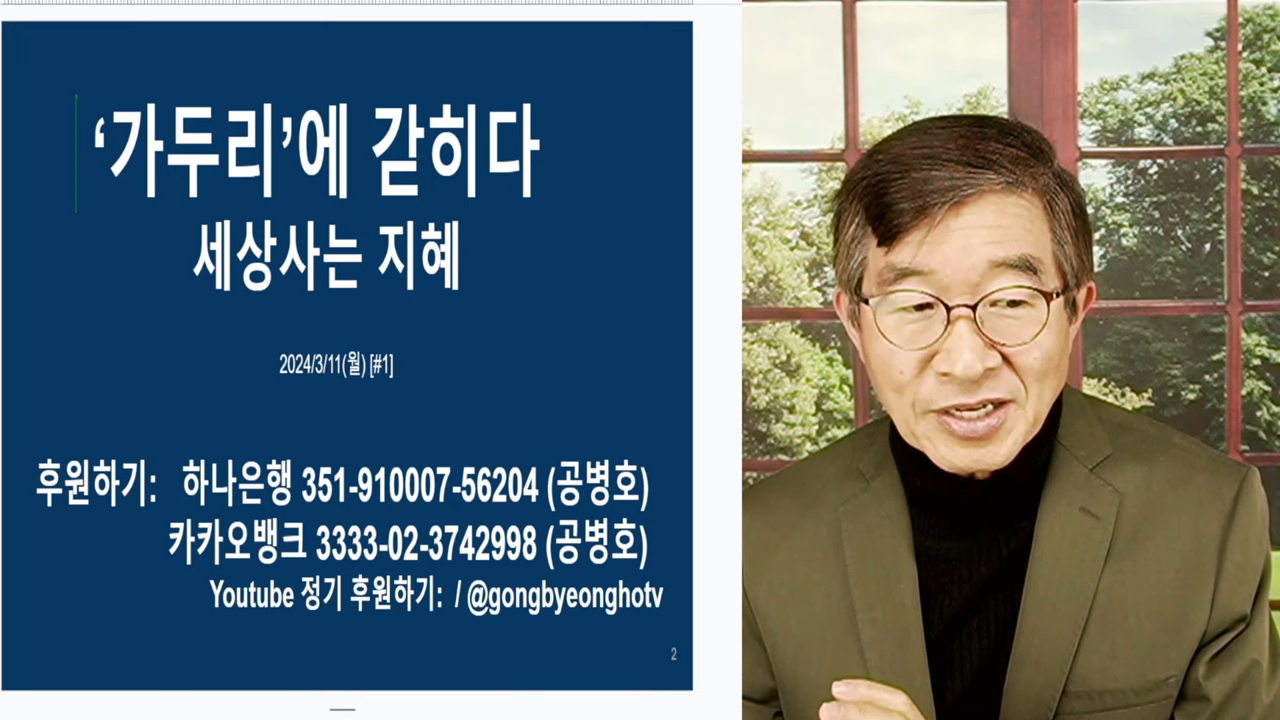 ‘가두리’에 갇히다
세상사는 지혜
2024/3/11(월) [#1]
후원하기: 하나은행 351-910007-56204 (공병호)
카카오뱅크 3333-02-3742998 (공병호)
Youtube 정기 후원하기: / @gongbyeonghotv
2